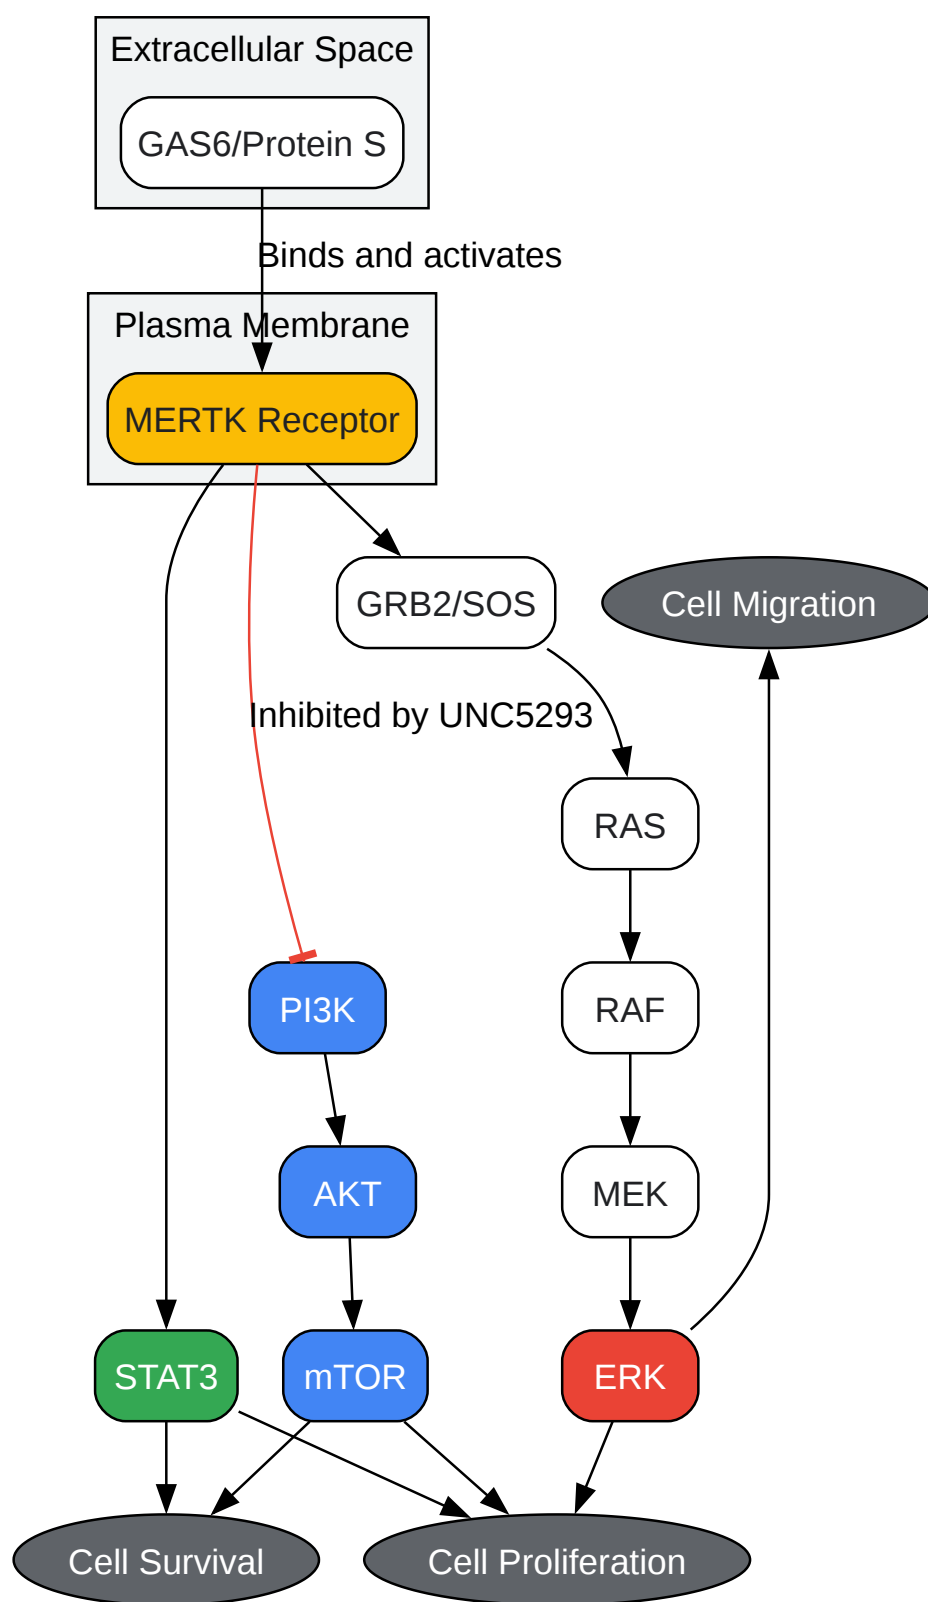 Extracellular Space
GAS6/Protein S
Binds and activates
Plasma Membrane
MERTK Receptor
GRB2/SOS
Cell Migration
Inhibited by UNC5293
RAS
PI3K
RAF
AKT
MEK
STAT3
mTOR
ERK
Cell Survival
Cell Proliferation